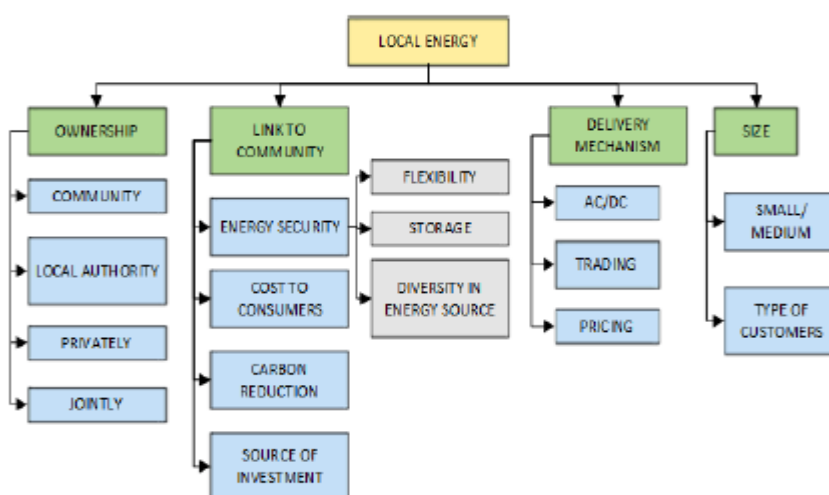 LOCAL ENERGY
OWNERSHIP
COMMUNITY
LOCAL AUTHORITY
PRIVATELY
JOINTLY
LINK TO
COMMUNITY
ENERGY SECURITY
FLEXIBILITY
STORAGE
DIVERSITY IN
ENERGY SOURCE
COST TO
CONSUMERS
CARBON
REDUCTION
SOURCE OF
INVESTMENT
DELIVERY
MECHANISM
AC/DC
TRADING
PRICING
SIZE
SMALL/
MEDIUM
TYPE OF
CUSTOMERS